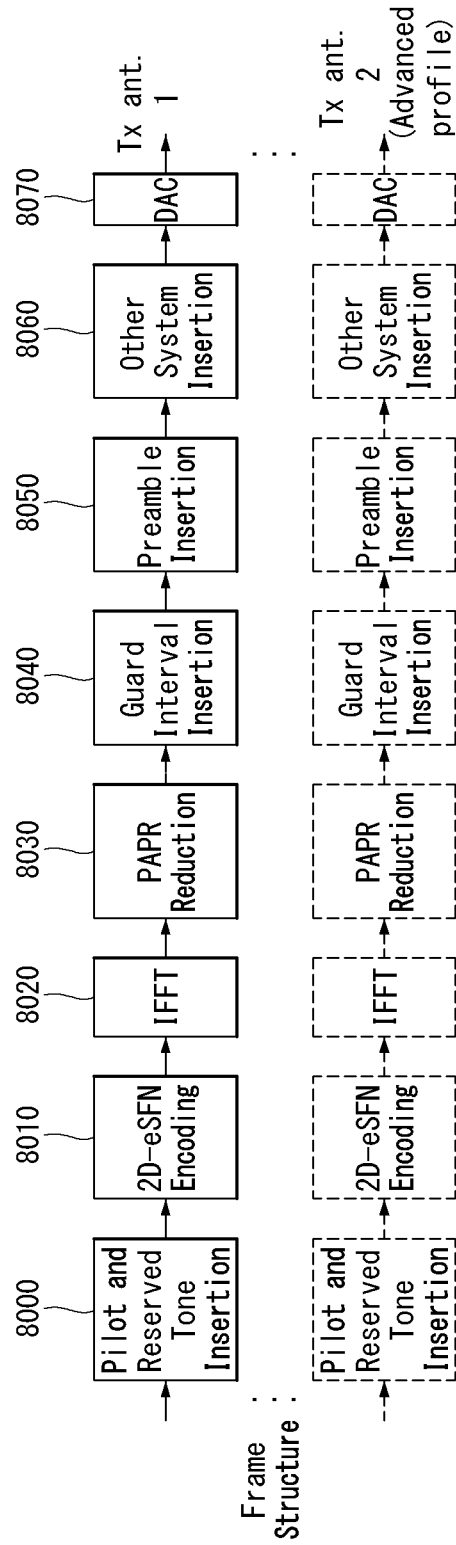 8000
8010
8020
8030
8040
8050
8060
8070
Frame
Structure
Pilot and
Reserved
Tone
Insertion
2D-eSFN
Encoding
IFFT
PAPR
Reduction
Guard
Interval
Insertion
Preamble
Insertion
Other
System
Insertion
DAC
Tx ant.
1
Pilot and
Reserved
Tone
Insertion
2D-eSFN
Encoding
IFFT
PAPR
Reduction
Guard
Interval
Insertion
Preamble
Insertion
Other
System
Insertion
DAC
Tx ant.
2
(Advanced
profile)